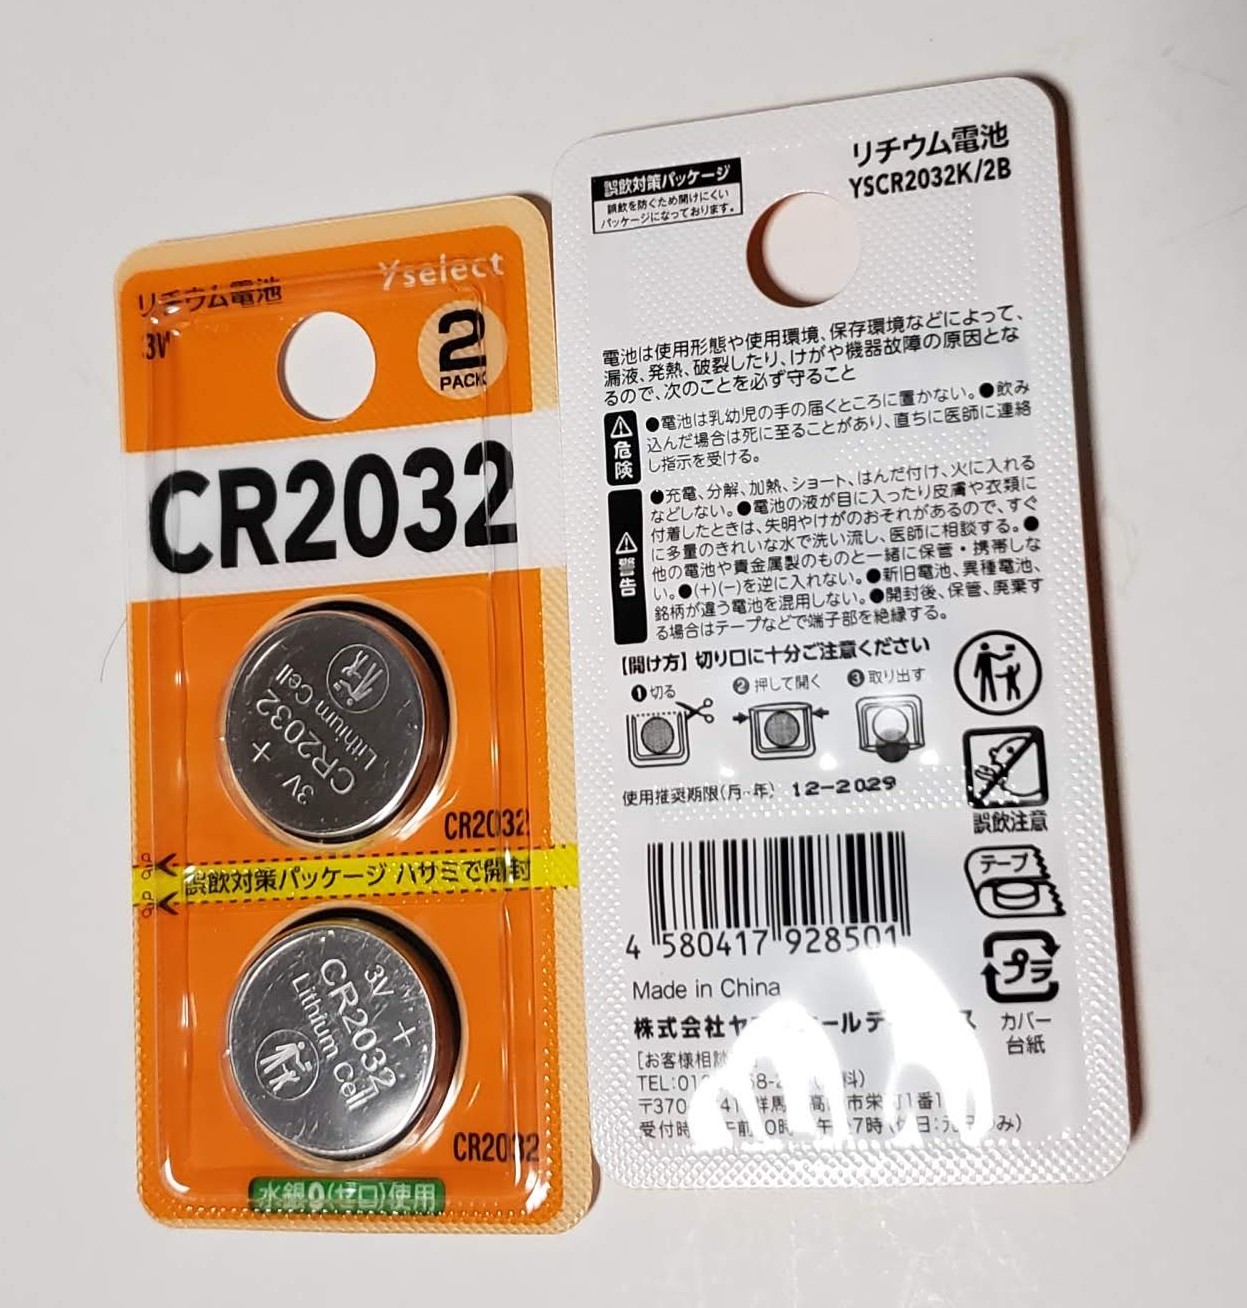 リチウム電池
Yselect
3V
2
PACK
CR2032
3V +
CR2032
Lithium Cell
CR2032
誤飲対策パッケージ ハサミで開封
3V +
CR2032
Lithium Cell
CR2032
水銀0(ゼロ)使用
誤飲対策パッケージ
誤飲を防ぐため開けにくい
パッケージになっております。
リチウム電池
YSCR2032K/2B
電池は使用形態や使用環境、保存環境などによって、
漏液、発熱、破裂したり、けがや機器故障の原因とな
るので、次のことを必ず守ること
危険
●電池は乳幼児の手の届くところに置かない。●飲み
込んだ場合は死に至ることがあり、直ちに医師に連絡
し指示を受ける。
警告
●充電、分解、加熱、ショート、はんだ付け、火に入れる
などしない。●電池の液が目に入ったり皮膚や衣類に
付着したときは、失明やけがのおそれがあるので、すぐ
に多量のきれいな水で洗い流し、医師に相談する。●
他の電池や貴金属製のものと一緒に保管・携帯しな
い。●(+)(−)を逆に入れない。●新旧電池、異種電池、
銘柄が違う電池を混用しない。●開封後、保管、廃棄す
る場合はテープなどで端子部を絶縁する。
【開け方】切り口に十分ご注意ください
❶切る ❷押して開く ❸取り出す
使用推奨期限(月-年) 12-2029
誤飲注意
テープ
プラ
カバー
台紙
4 580417 928501
Made in China
株式会社
[お客様相談
TEL:
〒370
受付時